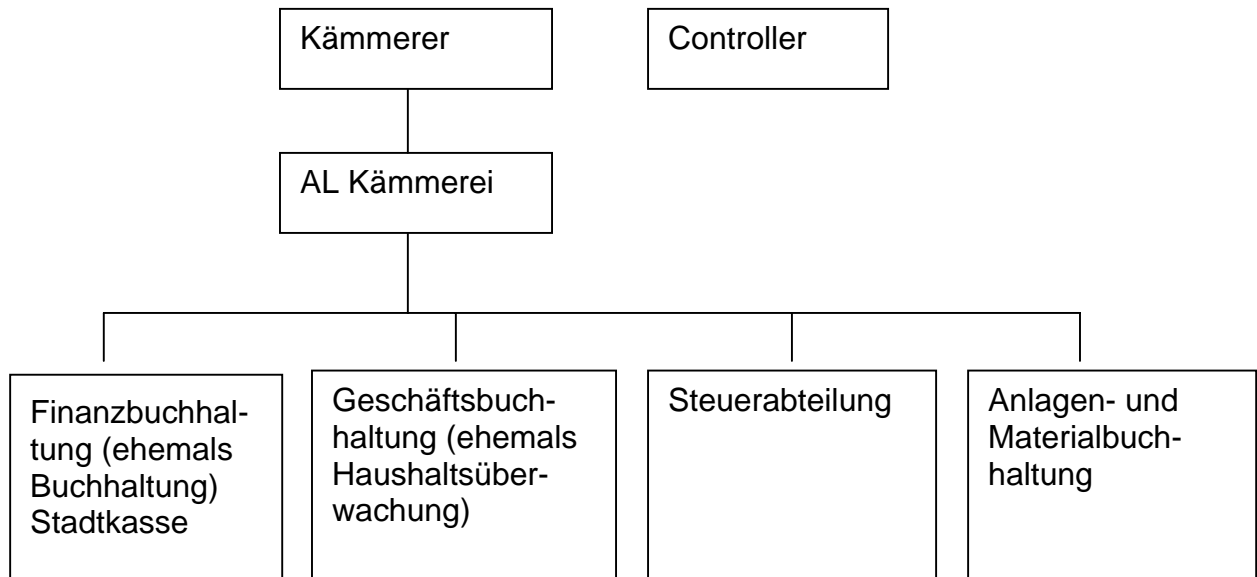 Kämmerer
Controller
AL Kämmerei
Finanzbuchhal-
tung (ehemals
Buchhaltung)
Stadtkasse
Geschäftsbuch-
haltung (ehemals
Haushaltsüber-
wachung)
Steuerabteilung
Anlagen- und
Materialbuch-
haltung